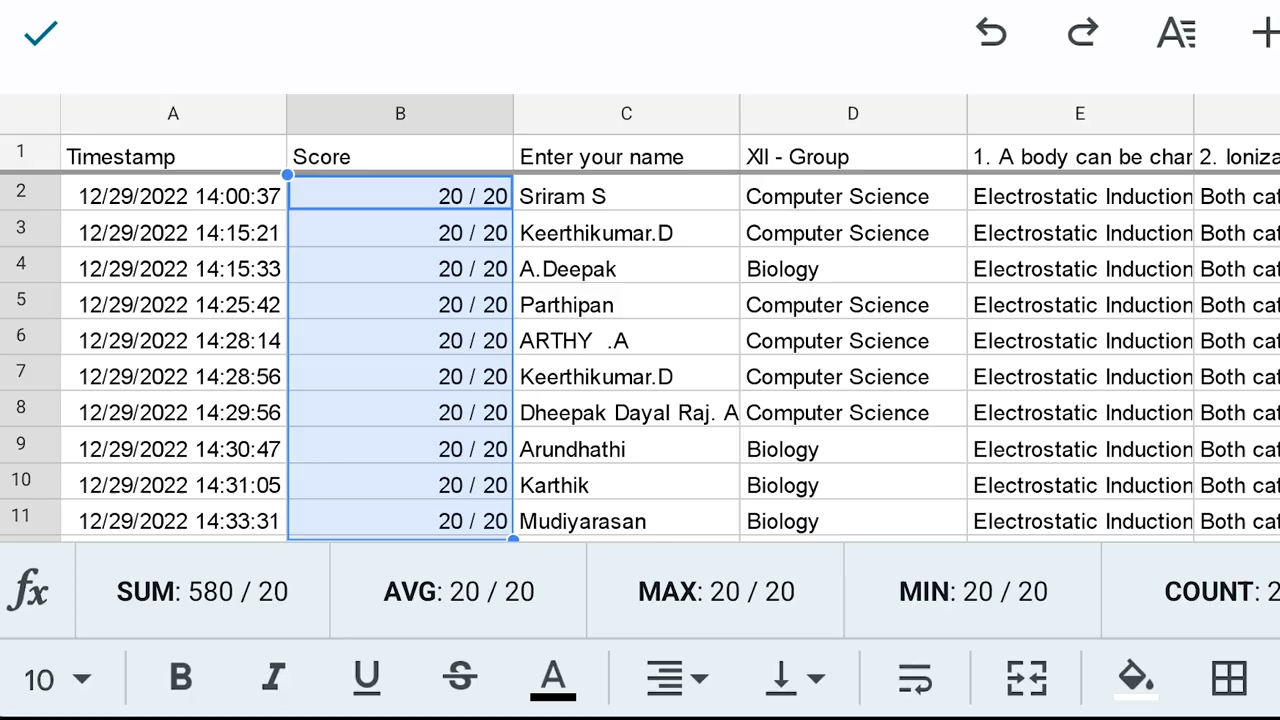 A B C D E
1 Timestamp Score Enter your name XII - Group 1. A body can be char 2. Ioniza
2 12/29/2022 14:00:37 20 / 20 Sriram S Computer Science Electrostatic Induction Both cat
3 12/29/2022 14:15:21 20 / 20 Keerthikumar.D Computer Science Electrostatic Induction Both cat
4 12/29/2022 14:15:33 20 / 20 A.Deepak Biology Electrostatic Induction Both cat
5 12/29/2022 14:25:42 20 / 20 Parthipan Computer Science Electrostatic Induction Both cat
6 12/29/2022 14:28:14 20 / 20 ARTHY .A Computer Science Electrostatic Induction Both cat
7 12/29/2022 14:28:56 20 / 20 Keerthikumar.D Computer Science Electrostatic Induction Both cat
8 12/29/2022 14:29:56 20 / 20 Dheepak Dayal Raj. A Computer Science Electrostatic Induction Both cat
9 12/29/2022 14:30:47 20 / 20 Arundhathi Biology Electrostatic Induction Both cat
10 12/29/2022 14:31:05 20 / 20 Karthik Biology Electrostatic Induction Both cat
11 12/29/2022 14:33:31 20 / 20 Mudiyarasan Biology Electrostatic Induction Both cat
fx SUM: 580 / 20 AVG: 20 / 20 MAX: 20 / 20 MIN: 20 / 20 COUNT: 2
10 B I U S A